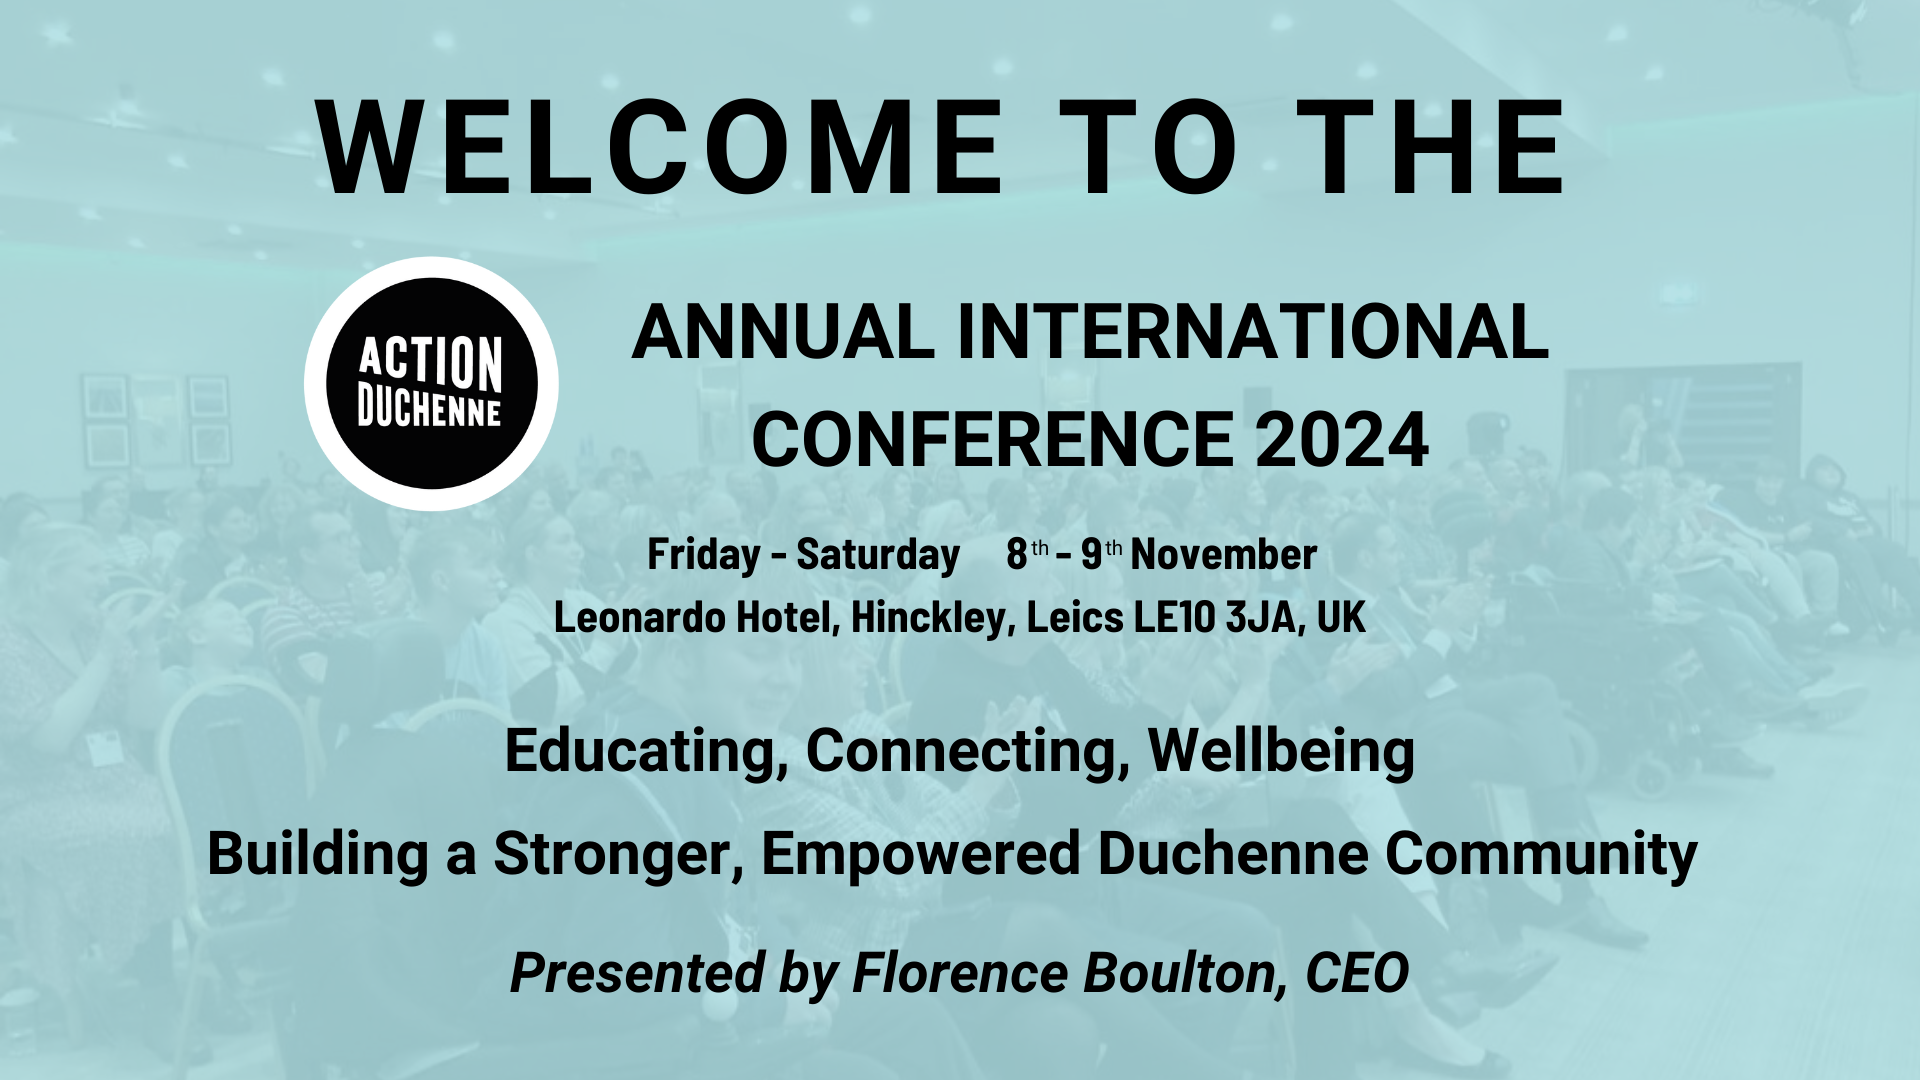 WELCOME TO THE
ACTION
DUCHENNE
ANNUAL INTERNATIONAL
CONFERENCE 2024
Friday - Saturday 8th - 9th November
Leonardo Hotel, Hinckley, Leics LE10 3JA, UK
Educating, Connecting, Wellbeing
Building a Stronger, Empowered Duchenne Community
Presented by Florence Boulton, CEO